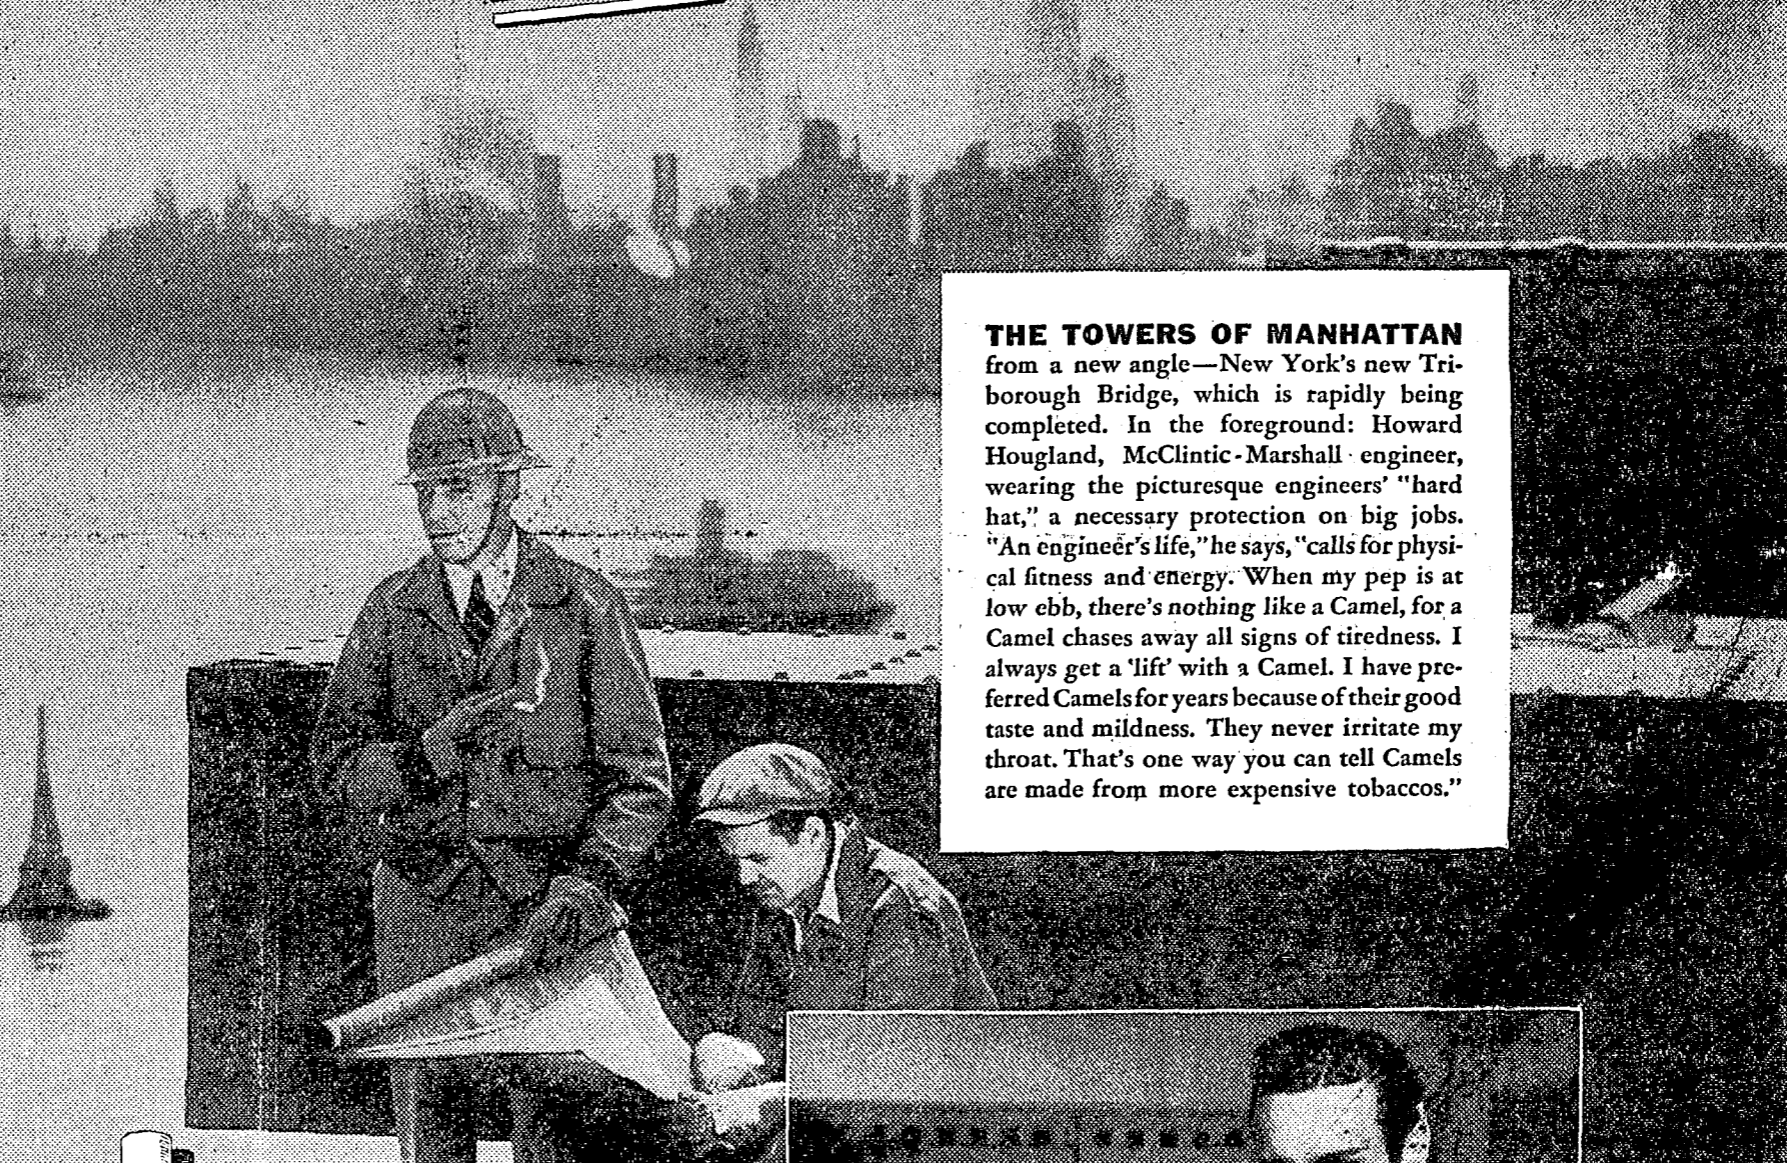 THE TOWERS OF MANHATTAN
from a new angle—New York's new Tri-
borough Bridge, which is rapidly being
completed. In the foreground: Howard
Hougland, McClintic-Marshall engineer,
wearing the picturesque engineers' "hard
hat," a necessary protection on big jobs.
"An engineer's life," he says, "calls for physi-
cal fitness and energy. When my pep is at
low ebb, there's nothing like a Camel, for a
Camel chases away all signs of tiredness. I
always get a 'lift' with a Camel. I have pre-
ferred Camels for years because of their good
taste and mildness. They never irritate my
throat. That's one way you can tell Camels
are made from more expensive tobaccos."